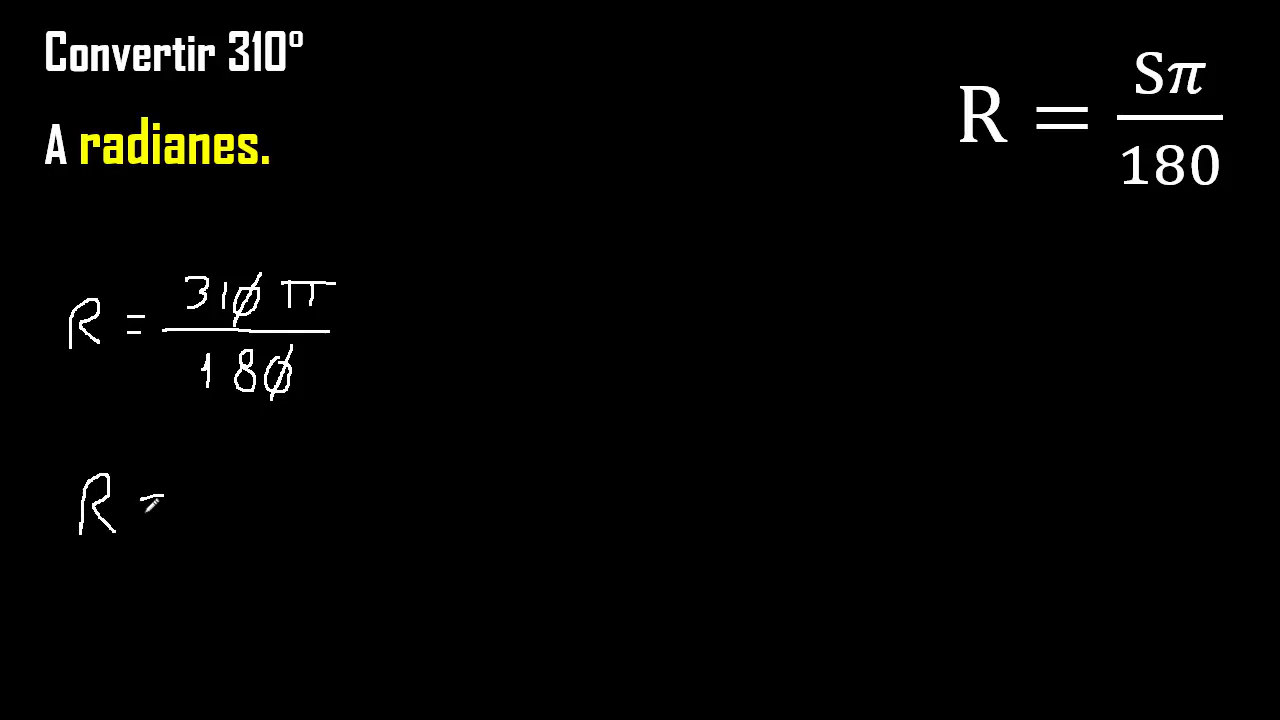 Convertir 310°
A radianes.
R = Sπ/180
R = 310 π
180
R =